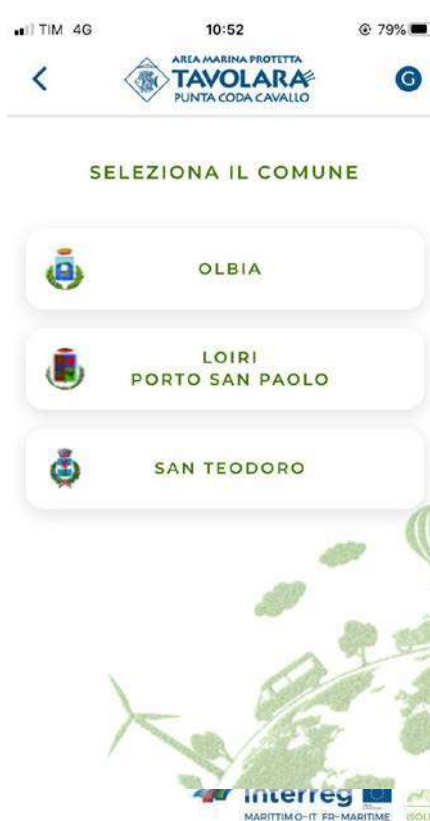 TIM 4G
10:52
79%
AREA MARINA PROTETTA
TAVOLARA
PUNTA CODA CAVALLO
G
SELEZIONA IL COMUNE
OLBIA
LOIRI
PORTO SAN PAOLO
SAN TEODORO
Interreg
MARITTIMO-IT FR-MARITIME